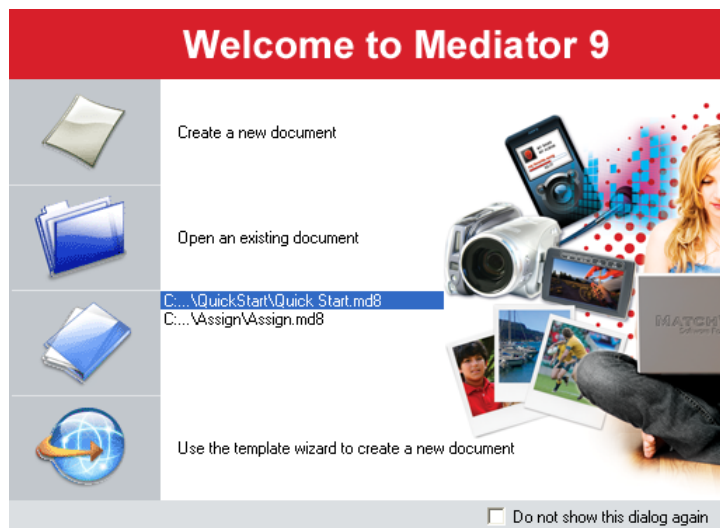 Welcome to Mediator 9
Create a new document
Open an existing document
C:...\QuickStart\Quick Start.md8
C:...\Assign\Assign.md8
Use the template wizard to create a new document
Do not show this dialog again